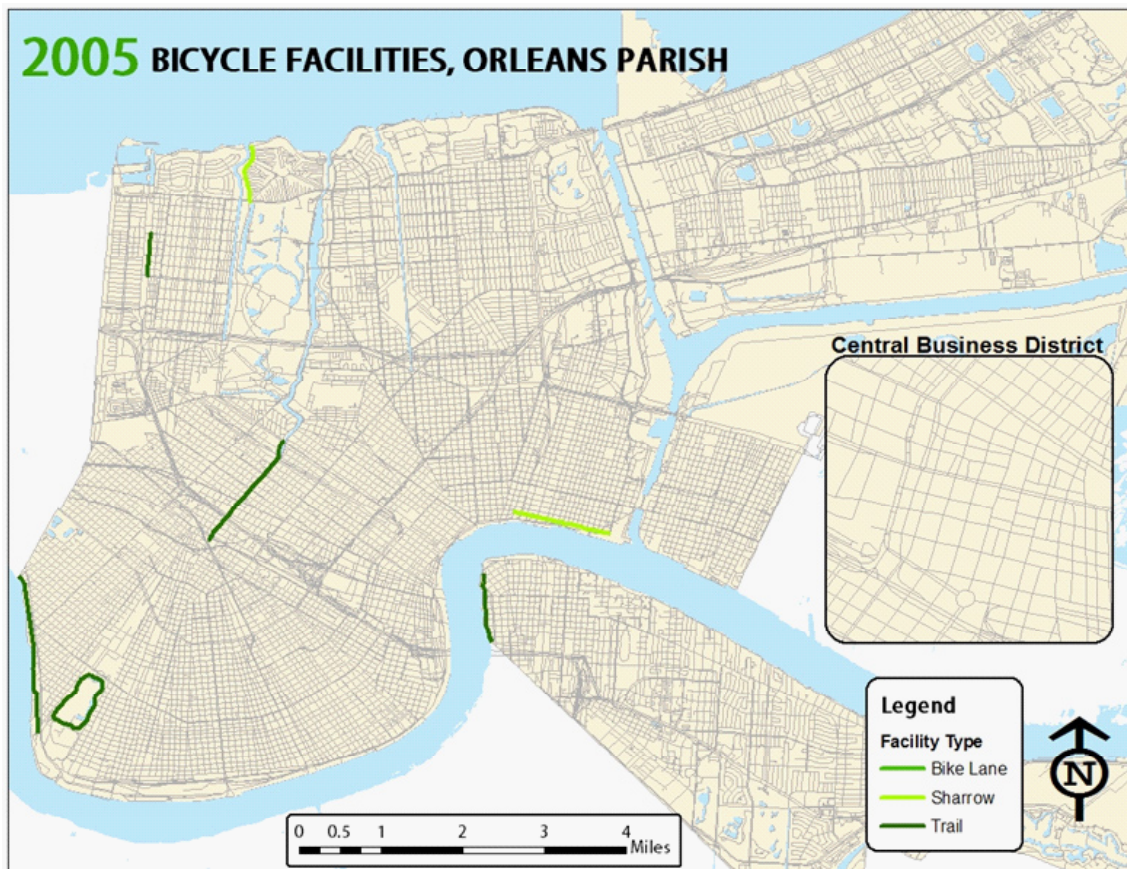 2005 BICYCLE FACILITIES, ORLEANS PARISH
Central Business District
Legend
Facility Type
Bike Lane
Sharrow
Trail
N
0 0.5 1 2 3 4
Miles